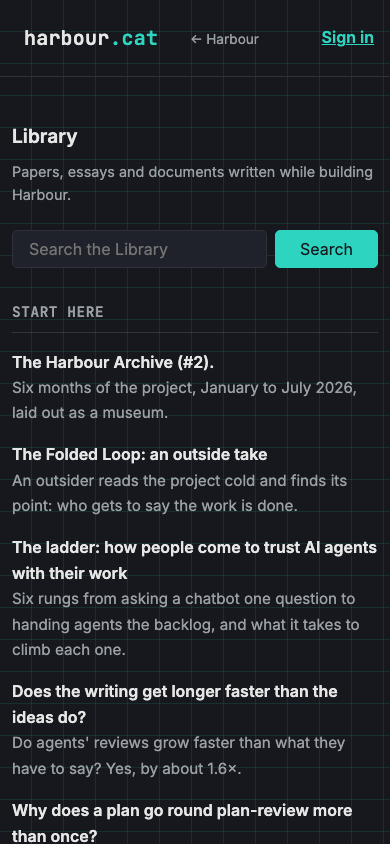 harbour.cat
← Harbour
Sign in
Library
Papers, essays and documents written while building
Harbour.
Search the Library
Search
START HERE
The Harbour Archive (#2).
Six months of the project, January to July 2026,
laid out as a museum.
The Folded Loop: an outside take
An outsider reads the project cold and finds its
point: who gets to say the work is done.
The ladder: how people come to trust AI agents
with their work
Six rungs from asking a chatbot one question to
handing agents the backlog, and what it takes to
climb each one.
Does the writing get longer faster than the
ideas do?
Do agents' reviews grow faster than what they
have to say? Yes, by about 1.6×.
Why does a plan go round plan-review more
than once?